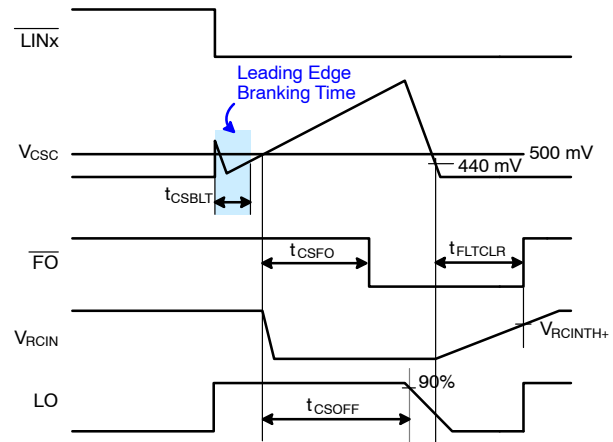 LINx
Leading Edge
Branking Time
VCSC
500 mV
440 mV
tCSBLT
FO
tCSFO
tFLTCLR
VRCIN
VRCINTH+
90%
LO
tCSOFF